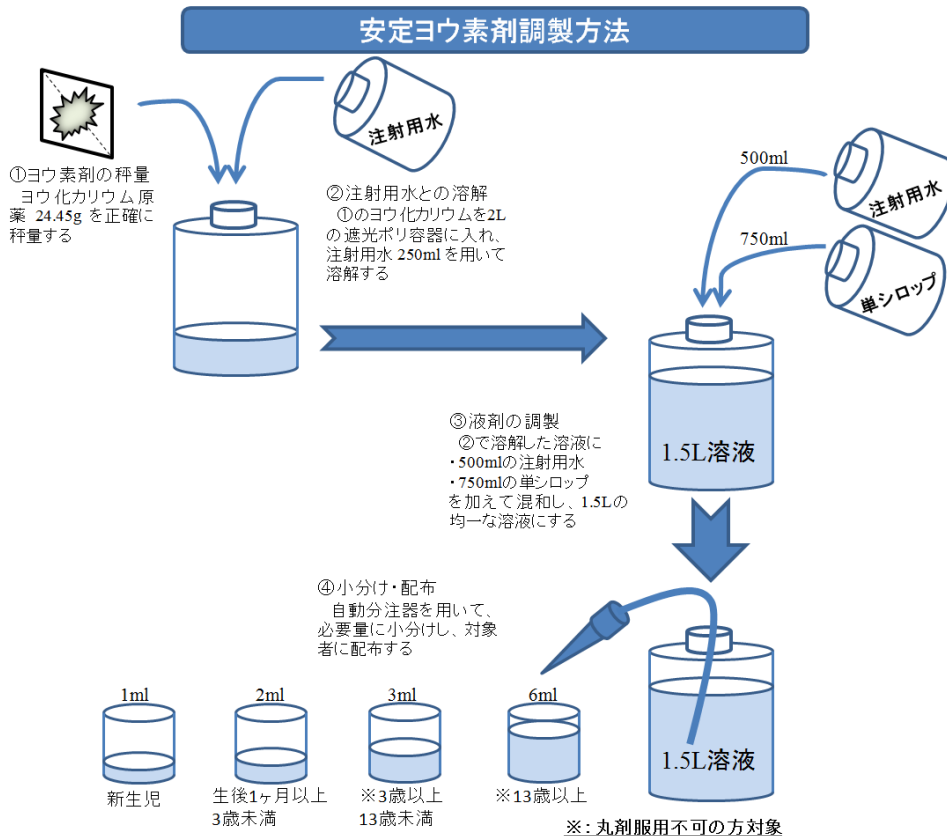 安定ヨウ素剤調製方法
注射用水
①ヨウ素剤の秤量
ヨウ化カリウム原
薬 24.45g を正確に
秤量する
②注射用水との溶解
①のヨウ化カリウムを2L
の遮光ポリ容器に入れ、
注射用水 250ml を用いて
溶解する
500ml
注射用水
750ml
単シロップ
③液剤の調製
②で溶解した溶液に
・500mlの注射用水
・750mlの単シロップ
を加えて混和し、1.5Lの
均一な溶液にする
1.5L溶液
④小分け・配布
自動分注器を用いて、
必要量に小分けし、対象
者に配布する
1ml
2ml
3ml
6ml
1.5L溶液
新生児
生後1ヶ月以上
3歳未満
※3歳以上
13歳未満
※13歳以上
※：丸剤服用不可の方対象